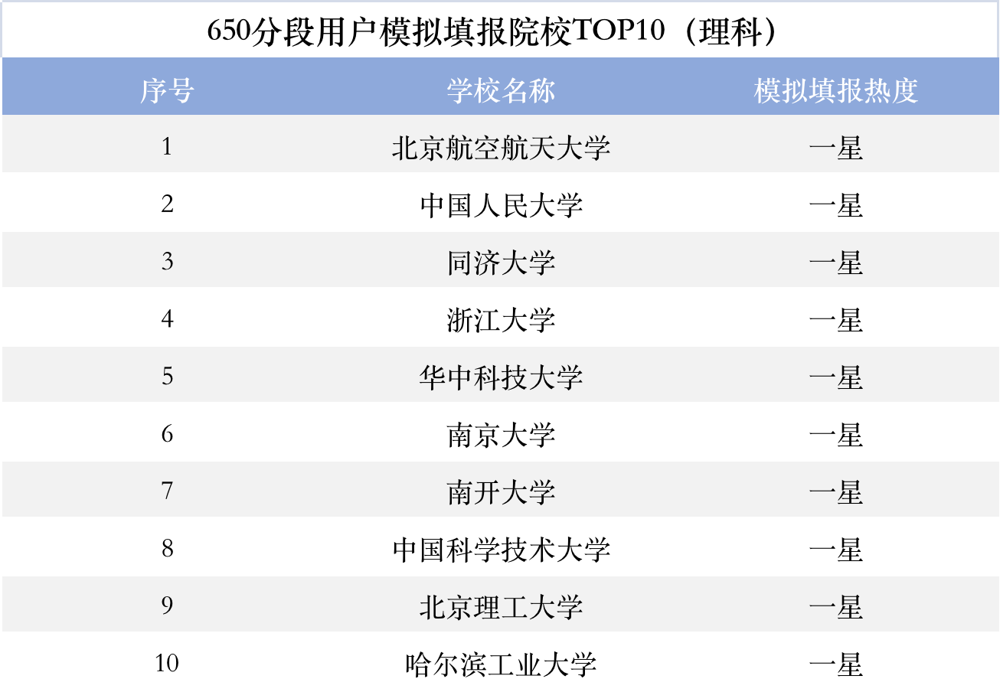 650分段用户模拟填报院校TOP10（理科）
序号 学校名称 模拟填报热度
1 北京航空航天大学 一星
2 中国人民大学 一星
3 同济大学 一星
4 浙江大学 一星
5 华中科技大学 一星
6 南京大学 一星
7 南开大学 一星
8 中国科学技术大学 一星
9 北京理工大学 一星
10 哈尔滨工业大学 一星